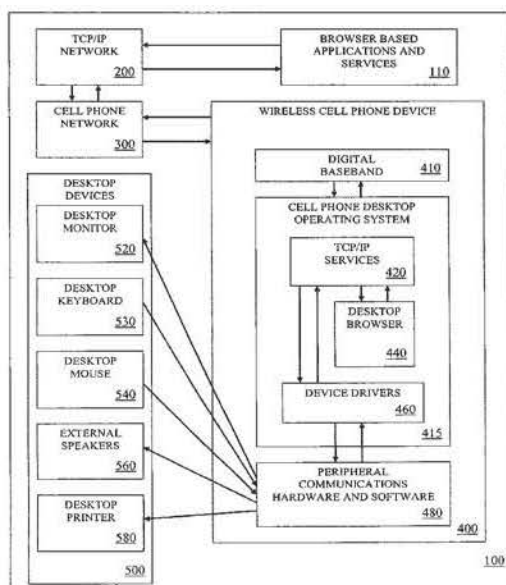 TCP/IP
NETWORK
200
BROWSER BASED
APPLICATIONS AND
SERVICES
110
CELL PHONE
NETWORK
300
WIRELESS CELL PHONE DEVICE
DIGITAL
BASEBAND
410
CELL PHONE DESKTOP
OPERATING SYSTEM
TCP/IP
SERVICES
420
DESKTOP
BROWSER
440
DEVICE DRIVERS
460
415
PERIPHERAL
COMMUNICATIONS
HARDWARE AND SOFTWARE
480
400
DESKTOP
DEVICES
DESKTOP
MONITOR
520
DESKTOP
KEYBOARD
530
DESKTOP
MOUSE
540
EXTERNAL
SPEAKERS
560
DESKTOP
PRINTER
580
500
100